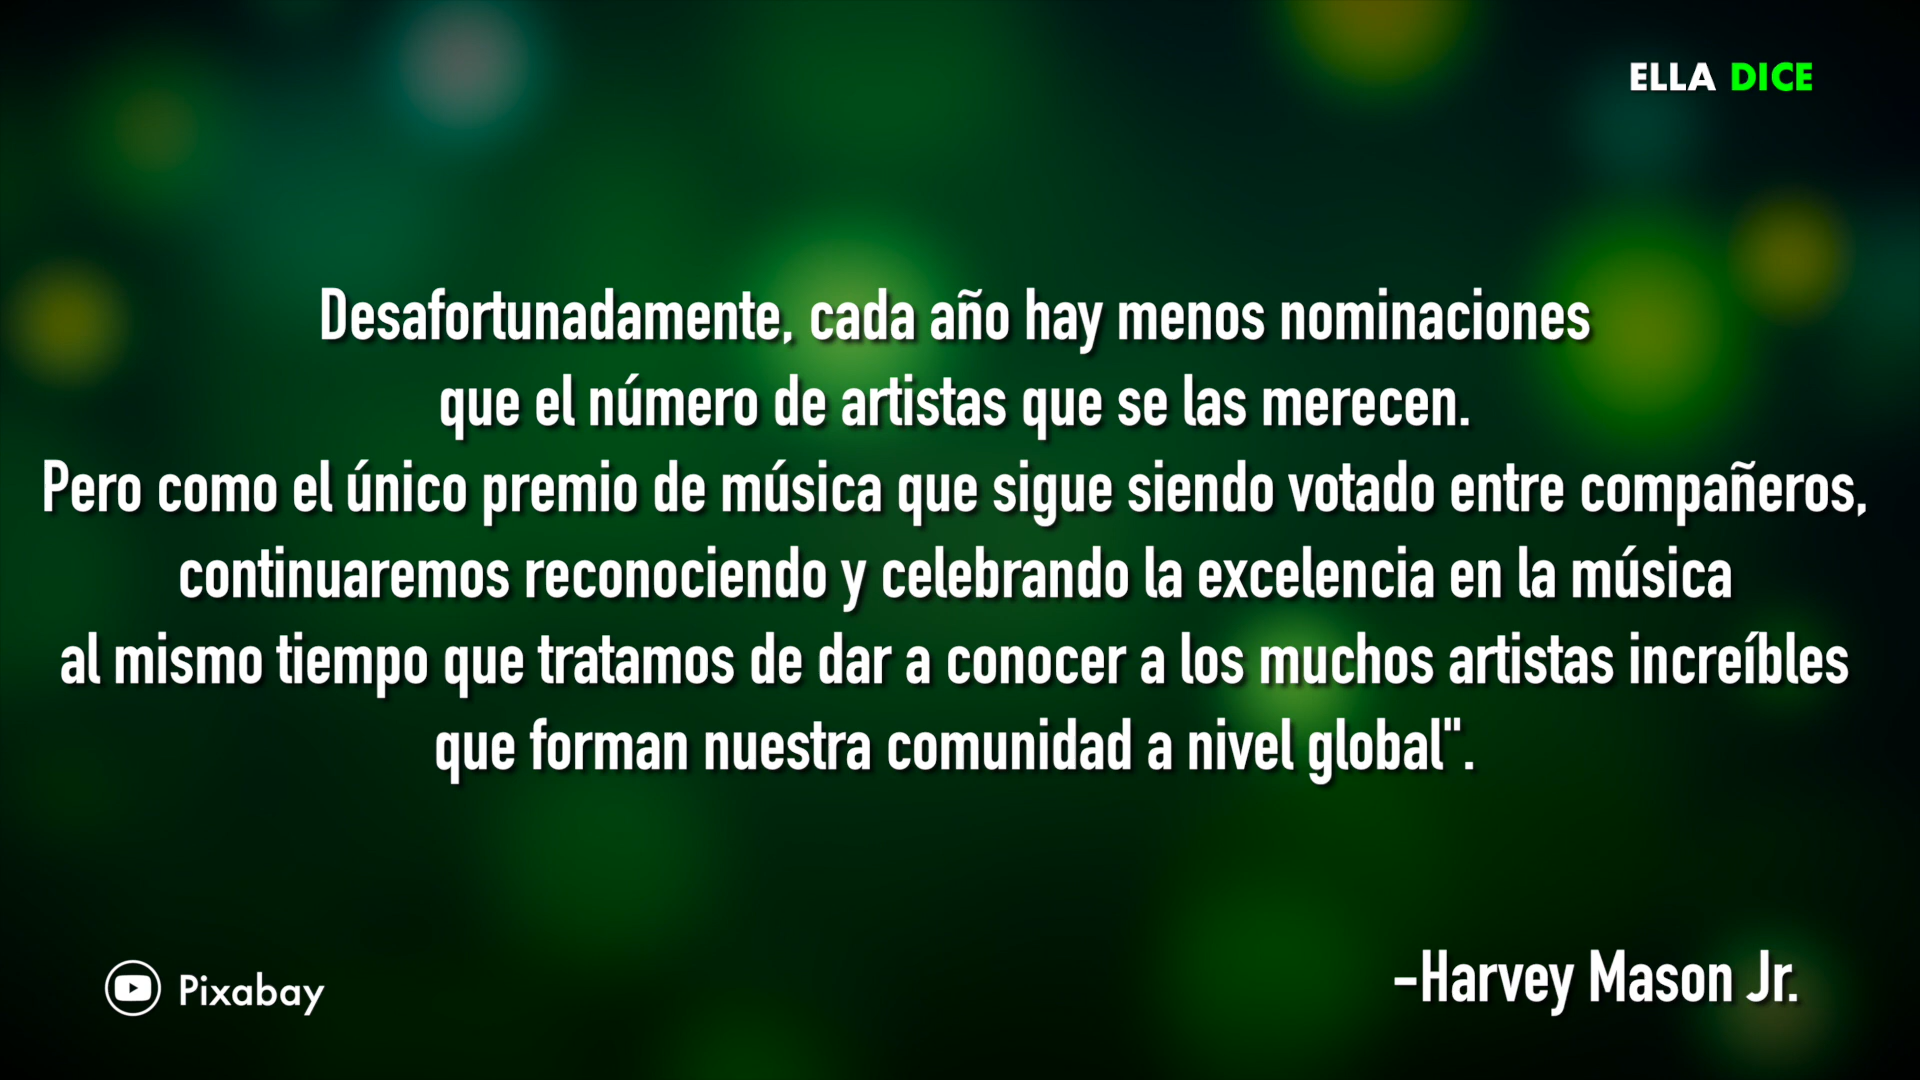 ELLA DICE
Desafortunadamente, cada año hay menos nominaciones
que el número de artistas que se las merecen.
Pero como el único premio de música que sigue siendo votado entre compañeros,
continuaremos reconociendo y celebrando la excelencia en la música
al mismo tiempo que tratamos de dar a conocer a los muchos artistas increíbles
que forman nuestra comunidad a nivel global".
-Harvey Mason Jr.
Pixabay